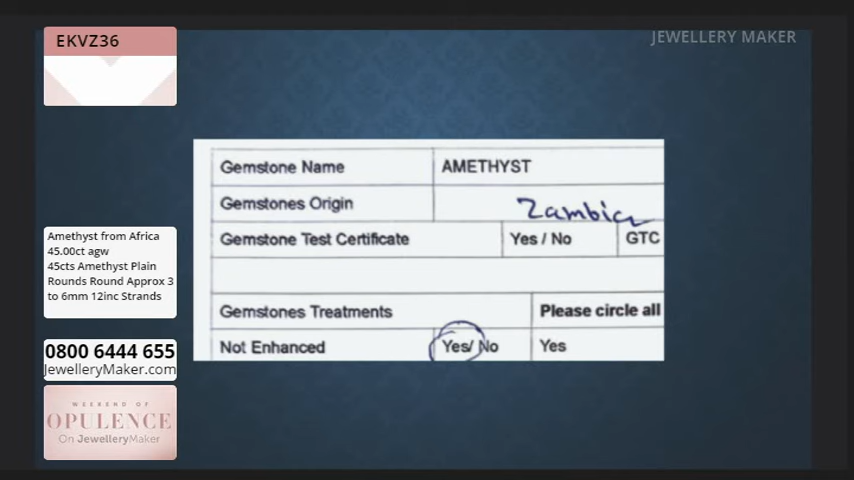 EKVZ36
JEWELLERY MAKER
Gemstone Name AMETHYST
Gemstones Origin Zambia
Gemstone Test Certificate Yes / No GTC
Gemstones Treatments Please circle all
Not Enhanced Yes/ No Yes
Amethyst from Africa
45.00ct agw
45cts Amethyst Plain
Rounds Round Approx 3
to 6mm 12inc Strands
0800 6444 655
JewelleryMaker.com
WEEKEND OF
OPULENCE
On JewelleryMaker